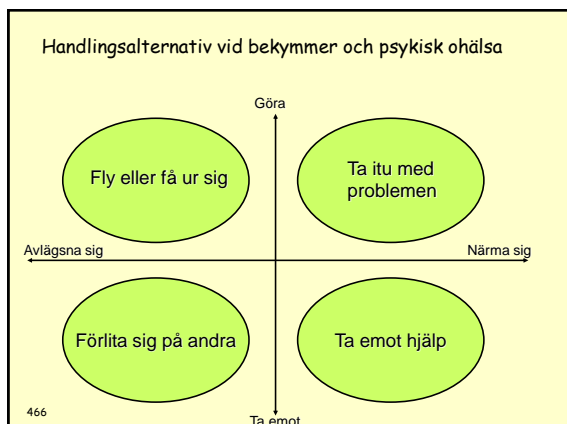 Handlingsalternativ vid bekymmer och psykisk ohälsa
Göra
Fly eller få ur sig
Ta itu med
problemen
Avlägsna sig
Närma sig
Förlita sig på andra
Ta emot hjälp
466
Ta emot